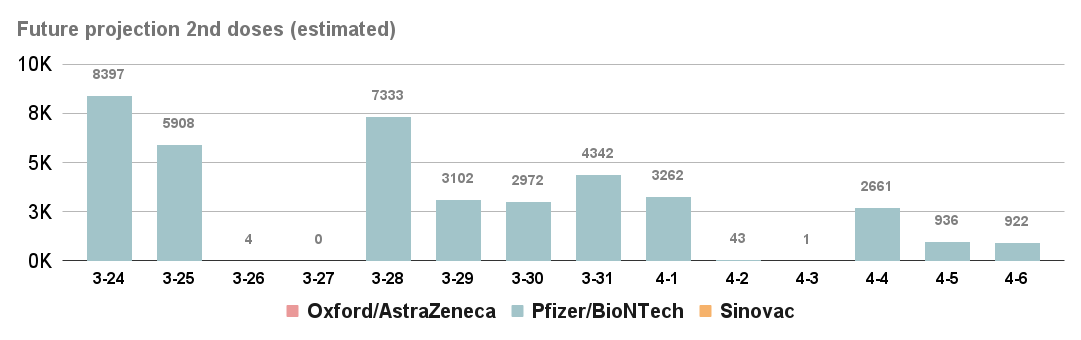 Future projection 2nd doses (estimated)
10K
8K
5K
3K
0K
8397
5908
4
0
7333
3102
2972
4342
3262
43
1
2661
936
922
3-24 3-25 3-26 3-27 3-28 3-29 3-30 3-31 4-1 4-2 4-3 4-4 4-5 4-6
Oxford/AstraZeneca Pfizer/BioNTech Sinovac